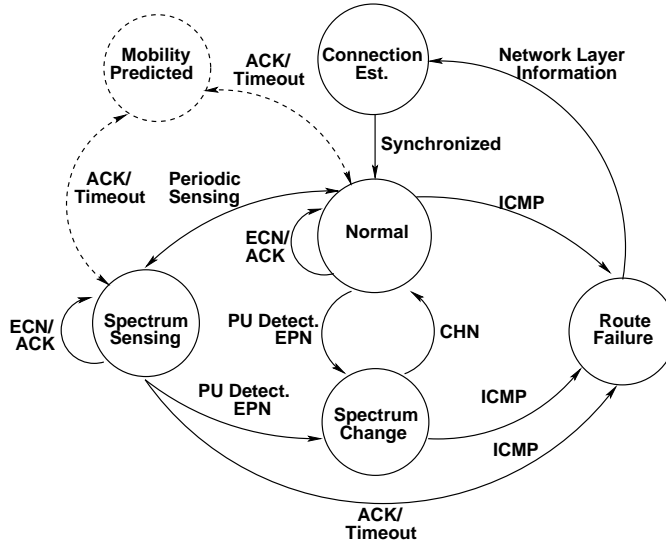 Mobility
Predicted
ACK/
Timeout
Connection
Est.
Network Layer
Information
Synchronized
ACK/
Timeout
Periodic
Sensing
ICMP
ECN/
ACK
Normal
ECN/
ACK
Spectrum
Sensing
PU Detect.
EPN
CHN
Route
Failure
PU Detect.
EPN
Spectrum
Change
ICMP
ICMP
ACK/
Timeout